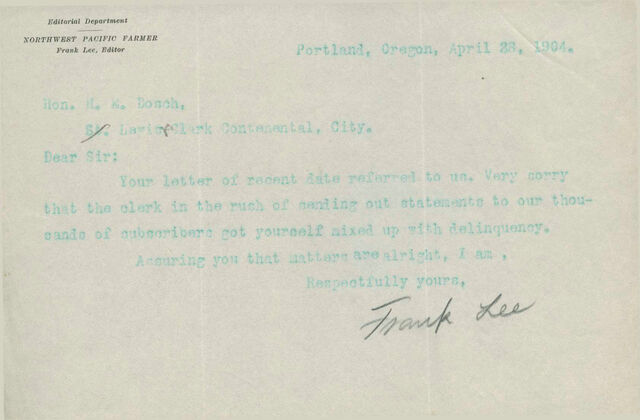 Editorial Department
NORTHWEST PACIFIC FARMER
Frank Lee, Editor
Portland, Oregon, April 28, 1904.
Hon. H. E. Dosch,
St. Lewis & Clark Contenental, City.
Dear Sir:
Your letter of recent date referred to us. Very sorry
that the clerk in the rush of sending out statements to our thou-
sands of subscribers got yourself mixed up with delinquency.
Assuring you that matters are alright, I am ,
Respectfully yours,
Frank Lee